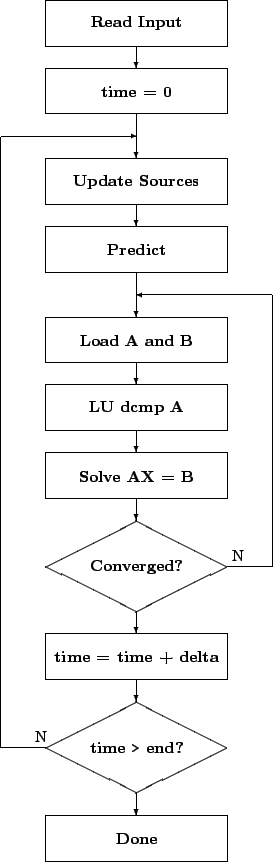 Read Input
time = 0
Update Sources
Predict
Load A and B
LU dcmp A
Solve AX = B
Converged?
N
time = time + delta
N
time > end?
Done